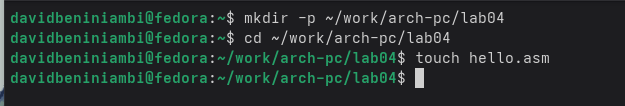 davidbeniniambi@fedora:~$ mkdir -p ~/work/arch-pc/lab04
davidbeniniambi@fedora:~$ cd ~/work/arch-pc/lab04
davidbeniniambi@fedora:~/work/arch-pc/lab04$ touch hello.asm
davidbeniniambi@fedora:~/work/arch-pc/lab04$